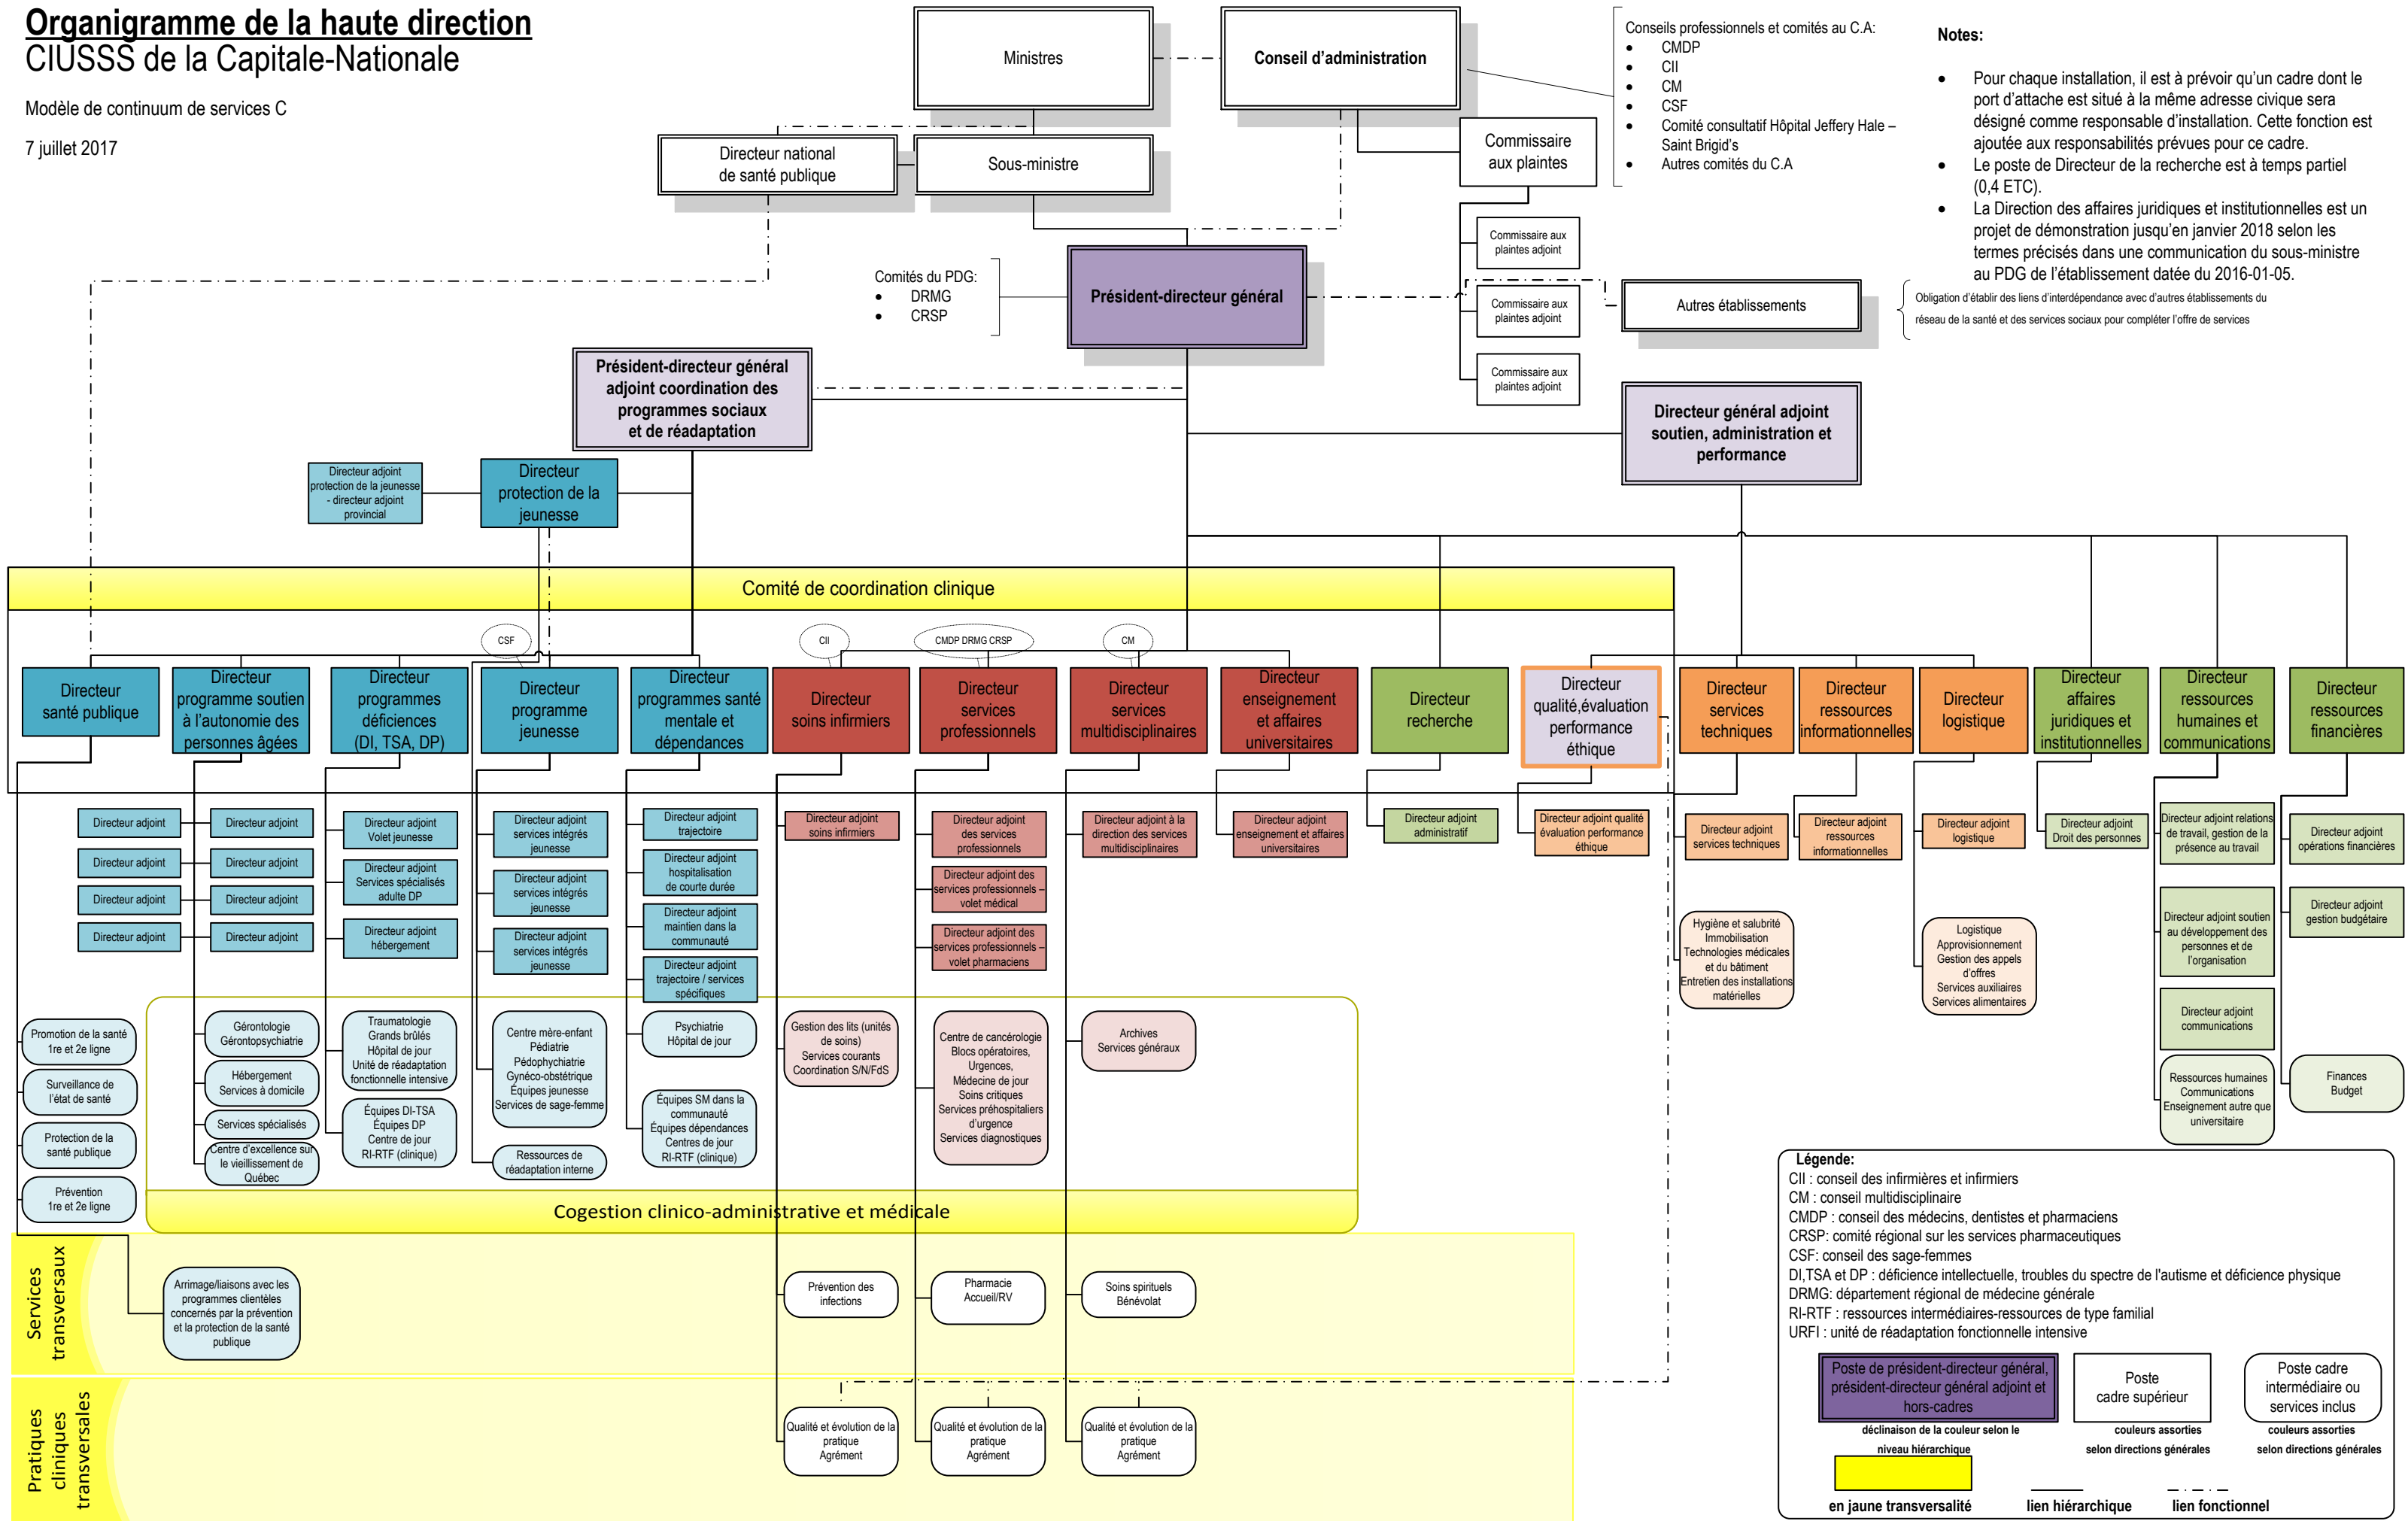 Organigramme de la haute direction
CIUSSS de la Capitale-Nationale
Modèle de continuum de services C
7 juillet 2017
Ministres
Conseil d'administration
Conseils professionnels et comités au C.A:
• CMDP
• CII
• CM
• CSF
• Comité consultatif Hôpital Jeffery Hale –
Saint Brigid's
• Autres comités du C.A
Notes:
• Pour chaque installation, il est à prévoir qu'un cadre dont le
port d'attache est situé à la même adresse civique sera
désigné comme responsable d'installation. Cette fonction est
ajoutée aux responsabilités prévues pour ce cadre.
• Le poste de Directeur de la recherche est à temps partiel
(0,4 ETC).
• La Direction des affaires juridiques et institutionnelles est un
projet de démonstration jusqu'en janvier 2018 selon les
termes précisés dans une communication du sous-ministre
au PDG de l'établissement datée du 2016-01-05.
Directeur national
de santé publique
Sous-ministre
Commissaire
aux plaintes
Commissaire aux
plaintes adjoint
Commissaire aux
plaintes adjoint
Commissaire aux
plaintes adjoint
Comités du PDG:
• DRMG
• CRSP
Président-directeur général
Autres établissements
Obligation d'établir des liens d'interdépendance avec d'autres établissements du
réseau de la santé et des services sociaux pour compléter l'offre de services
Président-directeur général
adjoint coordination des
programmes sociaux
et de réadaptation
Directeur général adjoint
soutien, administration et
performance
Directeur adjoint
protection de la jeunesse
- directeur adjoint
provincial
Directeur
protection de la
jeunesse
Comité de coordination clinique
CSF
CII
CMDP DRMG CRSP
CM
Directeur
santé publique
Directeur
programme soutien
à l'autonomie des
personnes âgées
Directeur
programmes
déficiences
(DI, TSA, DP)
Directeur
programme
jeunesse
Directeur
programmes santé
mentale et
dépendances
Directeur
soins infirmiers
Directeur
services
professionnels
Directeur
services
multidisciplinaires
Directeur
enseignement
et affaires
universitaires
Directeur
recherche
Directeur
qualité,évaluation
performance
éthique
Directeur
services
techniques
Directeur
ressources
informationnelles
Directeur
logistique
Directeur
affaires
juridiques et
institutionnelles
Directeur
ressources
humaines et
communications
Directeur
ressources
financières
Directeur adjoint
Directeur adjoint
Directeur adjoint
Directeur adjoint
Directeur adjoint
Directeur adjoint
Directeur adjoint
Directeur adjoint
Directeur adjoint
Volet jeunesse
Directeur adjoint
Services spécialisés
adulte DP
Directeur adjoint
hébergement
Directeur adjoint
services intégrés
jeunesse
Directeur adjoint
services intégrés
jeunesse
Directeur adjoint
services intégrés
jeunesse
Directeur adjoint
trajectoire
Directeur adjoint
hospitalisation
de courte durée
Directeur adjoint
maintien dans la
communauté
Directeur adjoint
trajectoire / services
spécifiques
Directeur adjoint
soins infirmiers
Directeur adjoint
des services
professionnels
Directeur adjoint des
services professionnels –
volet médical
Directeur adjoint des
services professionnels –
volet pharmaciens
Directeur adjoint à la
direction des services
multidisciplinaires
Directeur adjoint
enseignement et affaires
universitaires
Directeur adjoint
administratif
Directeur adjoint qualité
évaluation performance
éthique
Directeur adjoint
services techniques
Directeur adjoint
ressources
informationnelles
Directeur adjoint
logistique
Directeur adjoint
Droit des personnes
Directeur adjoint relations
de travail, gestion de la
présence au travail
Directeur adjoint soutien
au développement des
personnes et de
l'organisation
Directeur adjoint
communications
Directeur adjoint
opérations financières
Directeur adjoint
gestion budgétaire
Hygiène et salubrité
Immobilisation
Technologies médicales
et du bâtiment
Entretien des installations
matérielles
Logistique
Approvisionnement
Gestion des appels
d'offres
Services auxiliaires
Services alimentaires
Ressources humaines
Communications
Enseignement autre que
universitaire
Finances
Budget
Promotion de la santé
1re et 2e ligne
Surveillance de
l'état de santé
Protection de la
santé publique
Prévention
1re et 2e ligne
Gérontologie
Gérontopsychiatrie
Hébergement
Services à domicile
Services spécialisés
Centre d'excellence sur
le vieillissement de
Québec
Traumatologie
Grands brûlés
Hôpital de jour
Unité de réadaptation
fonctionnelle intensive
Équipes DI-TSA
Équipes DP
Centre de jour
RI-RTF (clinique)
Centre mère-enfant
Pédiatrie
Pédophychiatrie
Gynéco-obstétrique
Équipes jeunesse
Services de sage-femme
Ressources de
réadaptation interne
Psychiatrie
Hôpital de jour
Équipes SM dans la
communauté
Équipes dépendances
Centres de jour
RI-RTF (clinique)
Gestion des lits (unités
de soins)
Services courants
Coordination S/N/FdS
Centre de cancérologie
Blocs opératoires,
Urgences,
Médecine de jour
Soins critiques
Services préhospitaliers
d'urgence
Services diagnostiques
Archives
Services généraux
Cogestion clinico-administrative et médicale
Services
transversaux
Arrimage/liaisons avec les
programmes clientèles
concernés par la prévention
et la protection de la santé
publique
Prévention des
infections
Pharmacie
Accueil/RV
Soins spirituels
Bénévolat
Pratiques
cliniques
transversales
Qualité et évolution de la
pratique
Agrément
Qualité et évolution de la
pratique
Agrément
Qualité et évolution de la
pratique
Agrément
Légende:
CII : conseil des infirmières et infirmiers
CM : conseil multidisciplinaire
CMDP : conseil des médecins, dentistes et pharmaciens
CRSP: comité régional sur les services pharmaceutiques
CSF: conseil des sage-femmes
DI,TSA et DP : déficience intellectuelle, troubles du spectre de l'autisme et déficience physique
DRMG: département régional de médecine générale
RI-RTF : ressources intermédiaires-ressources de type familial
URFI : unité de réadaptation fonctionnelle intensive
Poste de président-directeur général,
président-directeur général adjoint et
hors-cadres
déclinaison de la couleur selon le
niveau hiérarchique
Poste
cadre supérieur
couleurs assorties
selon directions générales
Poste cadre
intermédiaire ou
services inclus
couleurs assorties
selon directions générales
en jaune transversalité
lien hiérarchique
lien fonctionnel